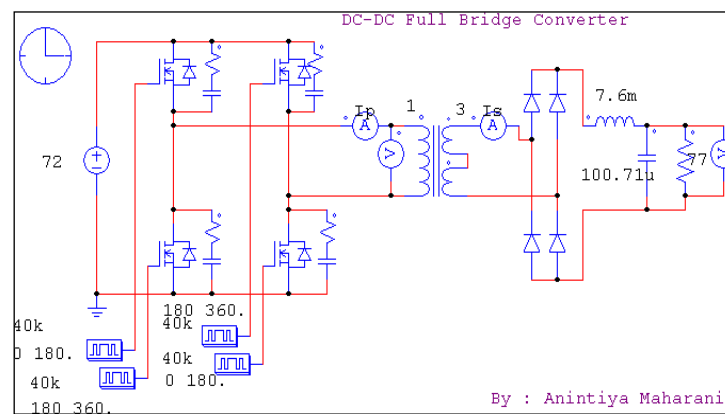 DC-DC Full Bridge Converter
72
Ip
A
V
1
3
Is
A
7.6m
100.71u
77
V
40k
0 180.
40k
180 360.
180 360.
40k
40k
0 180.
By : Anintiya Maharani